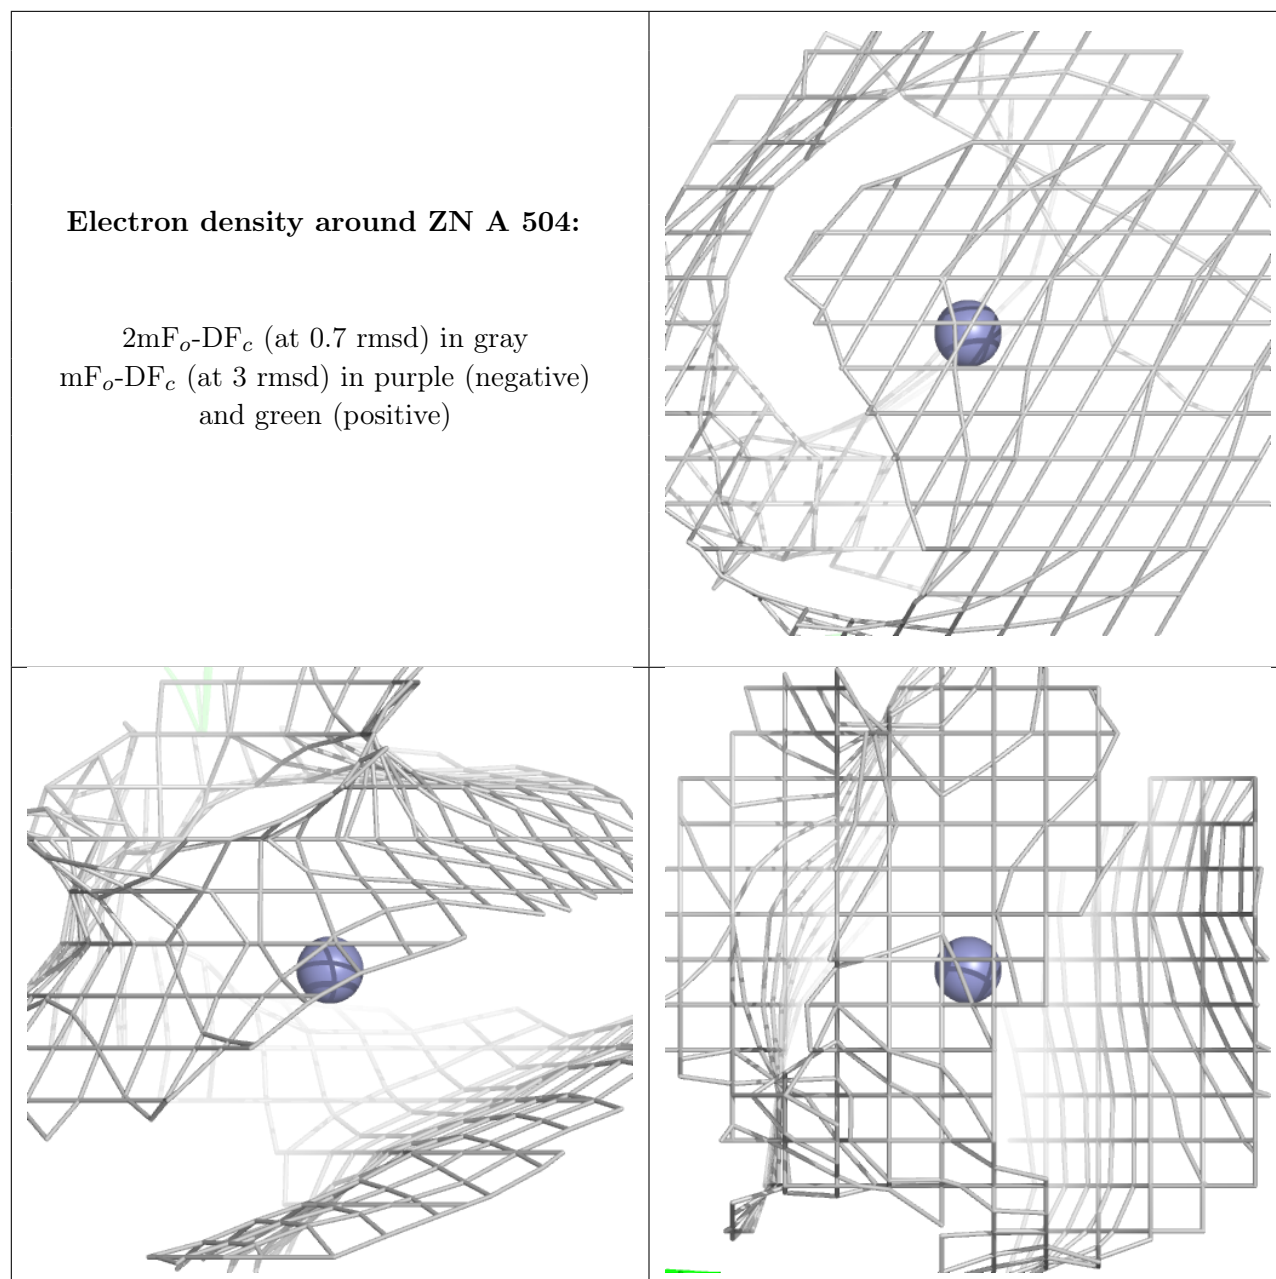 Electron density around ZN A 504:
2mFₒ-DF𝒸 (at 0.7 rmsd) in gray
mFₒ-DF𝒸 (at 3 rmsd) in purple (negative)
and green (positive)